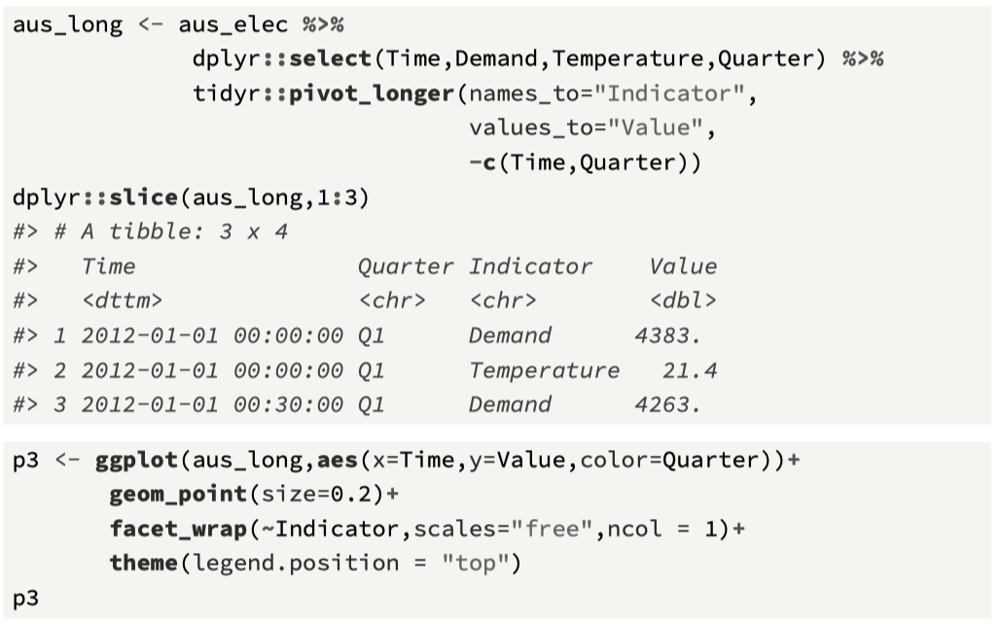 aus_long <- aus_elec %>%
            dplyr::select(Time,Demand,Temperature,Quarter) %>%
            tidyr::pivot_longer(names_to="Indicator",
                                values_to="Value",
                                -c(Time,Quarter))
dplyr::slice(aus_long,1:3)
#> # A tibble: 3 x 4
#>   Time                Quarter Indicator    Value
#>   <dttm>              <chr>   <chr>        <dbl>
#> 1 2012-01-01 00:00:00 Q1      Demand      4383.
#> 2 2012-01-01 00:00:00 Q1      Temperature   21.4
#> 3 2012-01-01 00:30:00 Q1      Demand      4263.
p3 <- ggplot(aus_long,aes(x=Time,y=Value,color=Quarter))+
      geom_point(size=0.2)+
      facet_wrap(~Indicator,scales="free",ncol = 1)+
      theme(legend.position = "top")
p3